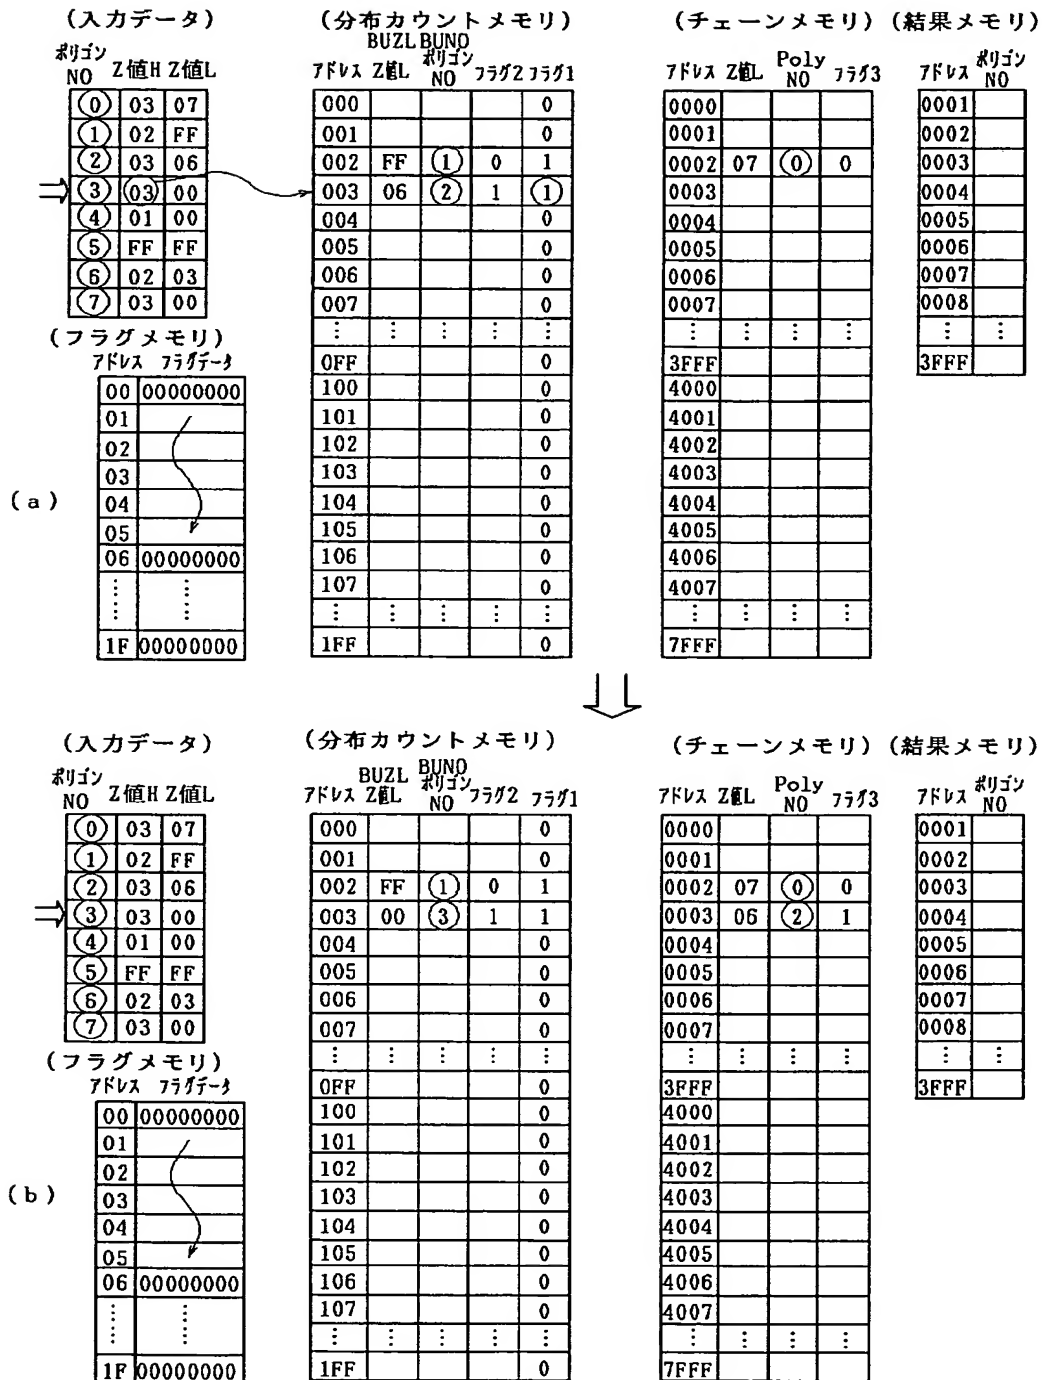 (入力データ) (分布カウントメモリ) (チェーンメモリ) (結果メモリ)
BUZL BUNO
ポリゴンNO Z値H Z値L アドレス Z値L ポリゴンNO フラグ2 フラグ1 アドレス Z値L Poly NO フラグ3 アドレス ポリゴンNO
0 03 07 000 0 0000 0001
1 02 FF 001 0 0001 0002
2 03 06 002 FF 1 0 1 0002 07 0 0 0003
3 03 00 003 06 2 1 1 0003 0004
4 01 00 004 0 0004 0005
5 FF FF 005 0 0005 0006
6 02 03 006 0 0006 0007
7 03 00 007 0 0007 0008
(フラグメモリ) ⋮ ⋮ ⋮ ⋮ ⋮ ⋮ ⋮ ⋮ ⋮ ⋮ ⋮
アドレス フラグデータ 0FF 0 3FFF 3FFF
00 00000000 100 0 4000
01 101 0 4001
02 102 0 4002
03 103 0 4003
(a) 04 104 0 4004
05 105 0 4005
06 00000000 106 0 4006
⋮ ⋮ 107 0 4007
⋮ ⋮ ⋮ ⋮ ⋮ ⋮ ⋮ ⋮ ⋮
1F 00000000 1FF 0 7FFF
(入力データ) (分布カウントメモリ) (チェーンメモリ) (結果メモリ)
BUZL BUNO
ポリゴンNO Z値H Z値L アドレス Z値L ポリゴンNO フラグ2 フラグ1 アドレス Z値L Poly NO フラグ3 アドレス ポリゴンNO
0 03 07 000 0 0000 0001
1 02 FF 001 0 0001 0002
2 03 06 002 FF 1 0 1 0002 07 0 0 0003
3 03 00 003 00 3 1 1 0003 06 2 1 0004
4 01 00 004 0 0004 0005
5 FF FF 005 0 0005 0006
6 02 03 006 0 0006 0007
7 03 00 007 0 0007 0008
(フラグメモリ) ⋮ ⋮ ⋮ ⋮ ⋮ ⋮ ⋮ ⋮ ⋮ ⋮ ⋮
アドレス フラグデータ 0FF 0 3FFF 3FFF
00 00000000 100 0 4000
01 101 0 4001
02 102 0 4002
(b) 03 103 0 4003
04 104 0 4004
05 105 0 4005
06 00000000 106 0 4006
⋮ ⋮ 107 0 4007
⋮ ⋮ ⋮ ⋮ ⋮ ⋮ ⋮ ⋮ ⋮
1F 00000000 1FF 0 7FFF